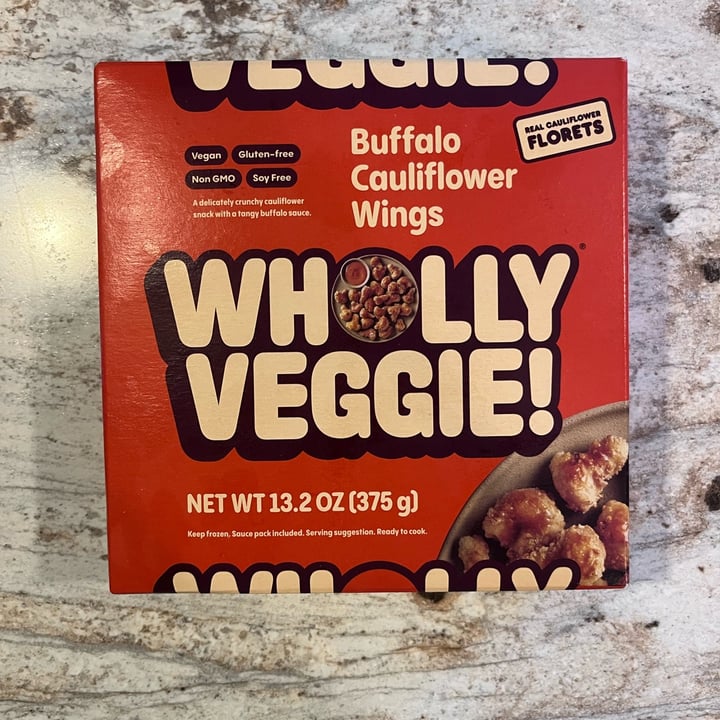 VEGGIE!
Buffalo
Cauliflower
Wings
REAL CAULIFLOWER
FLORETS
Vegan Gluten-free
Non GMO Soy Free
A delicately crunchy cauliflower
snack with a tangy buffalo sauce.
WHOLLY
VEGGIE!
®
NET WT 13.2 OZ (375 g)
Keep frozen, Sauce pack included. Serving suggestion. Ready to cook.
WHOLLY